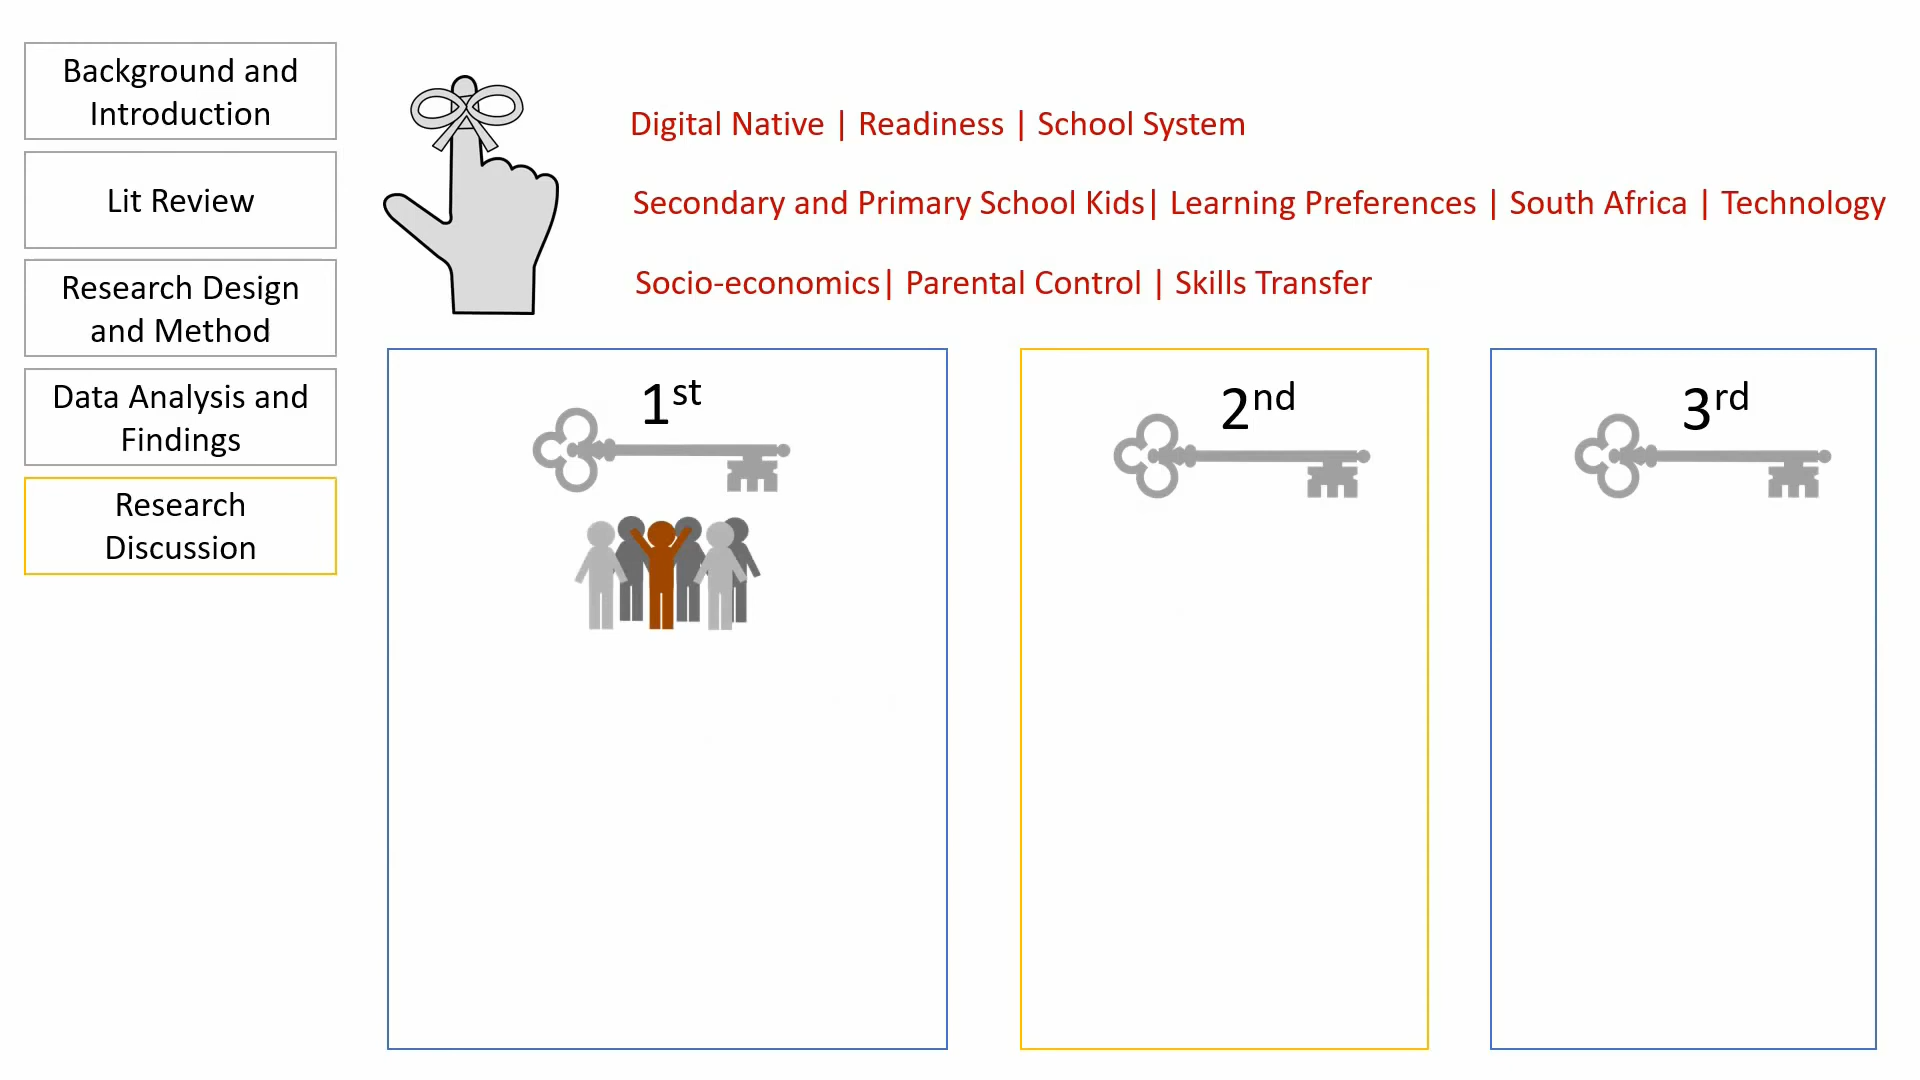 Background and
Introduction
Lit Review
Research Design
and Method
Data Analysis and
Findings
Research
Discussion
Digital Native | Readiness | School System
Secondary and Primary School Kids| Learning Preferences | South Africa | Technology
Socio-economics| Parental Control | Skills Transfer
1st
2nd
3rd